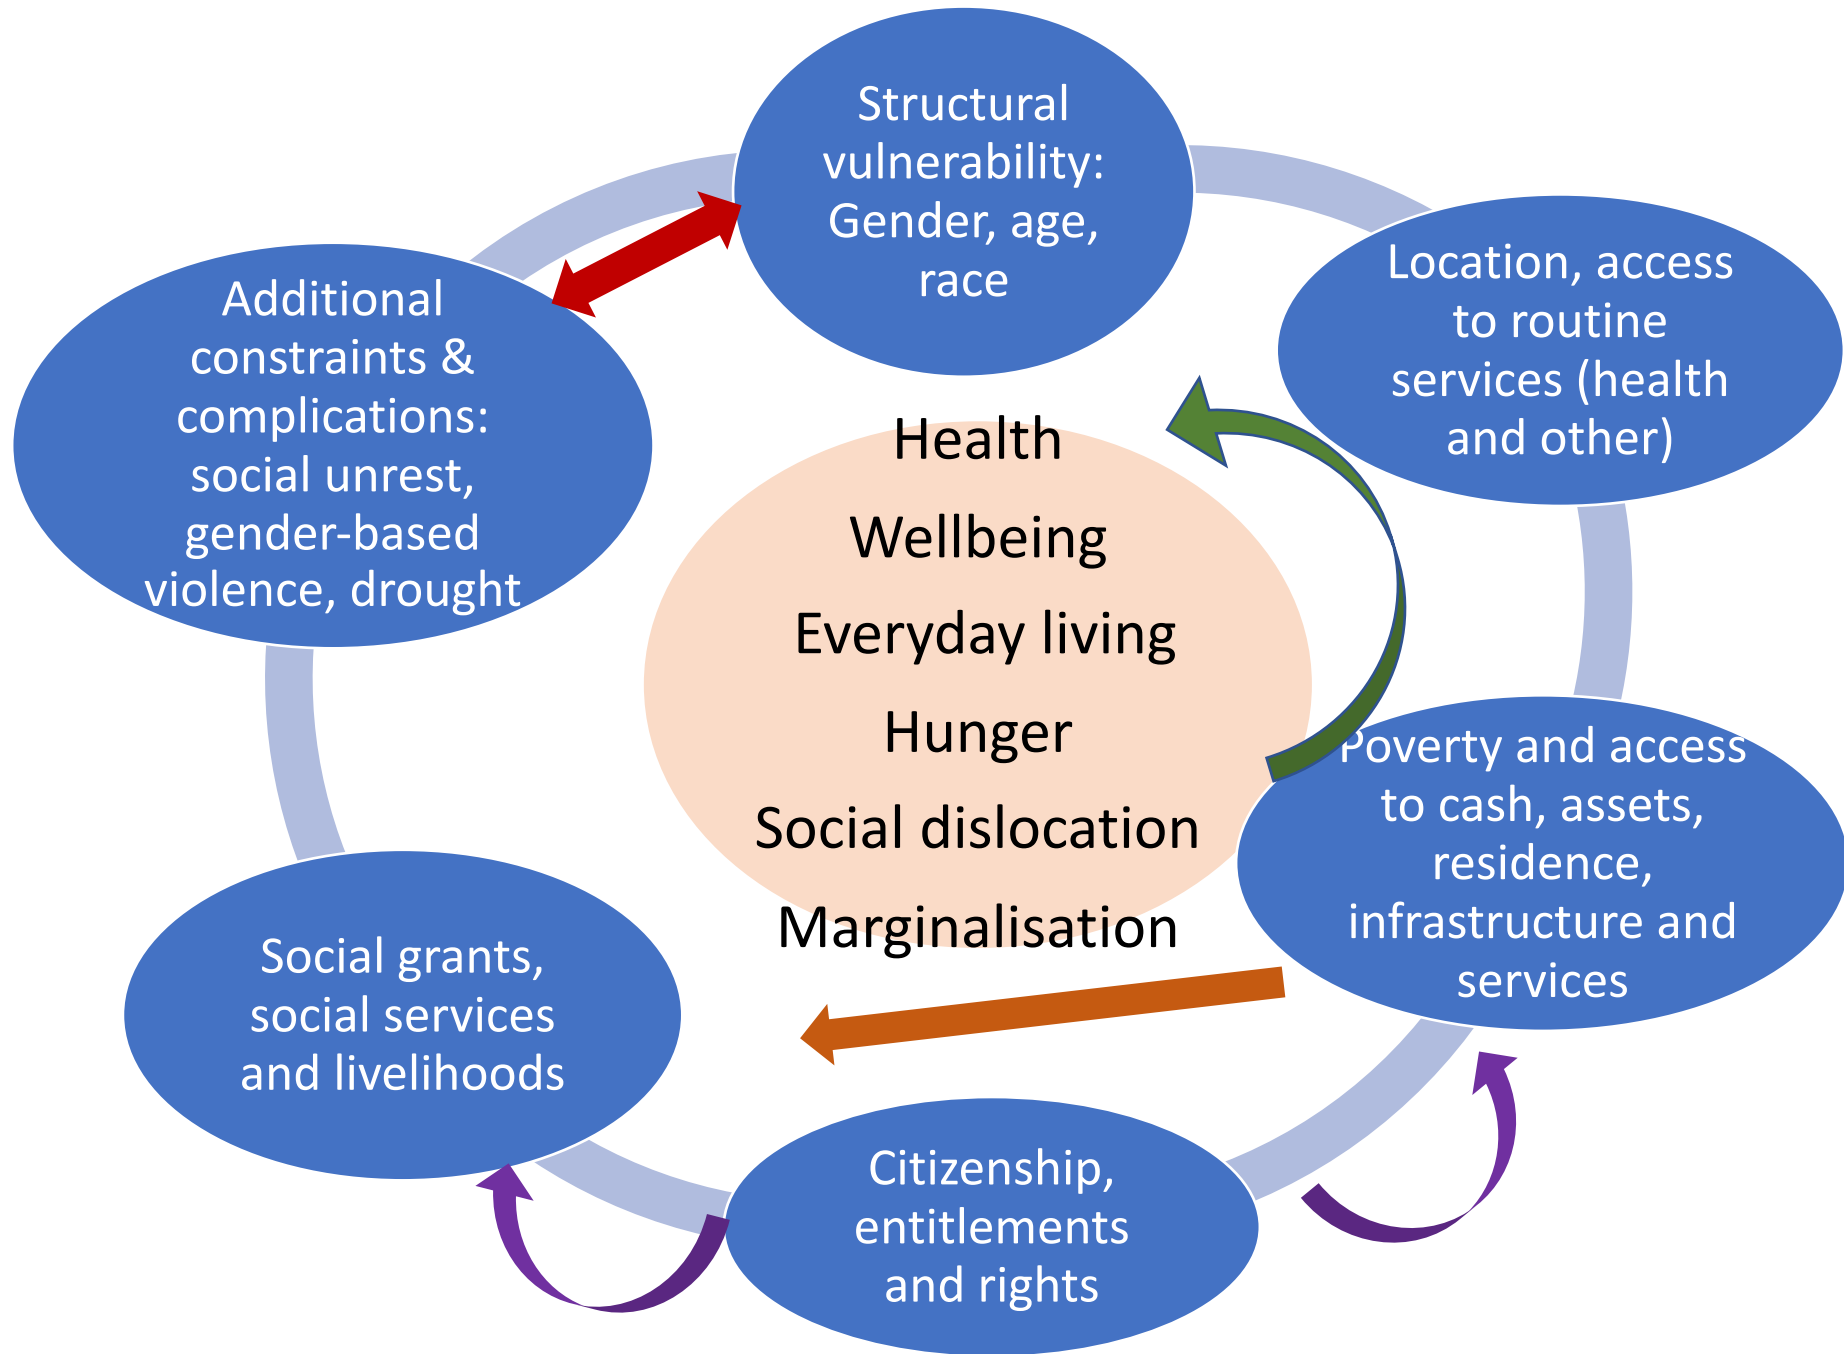 Structural
vulnerability:
Gender, age,
race
Location, access
to routine
services (health
and other)
Poverty and access
to cash, assets,
residence,
infrastructure and
services
Citizenship,
entitlements
and rights
Social grants,
social services
and livelihoods
Additional
constraints &
complications:
social unrest,
gender-based
violence, drought
Health
Wellbeing
Everyday living
Hunger
Social dislocation
Marginalisation